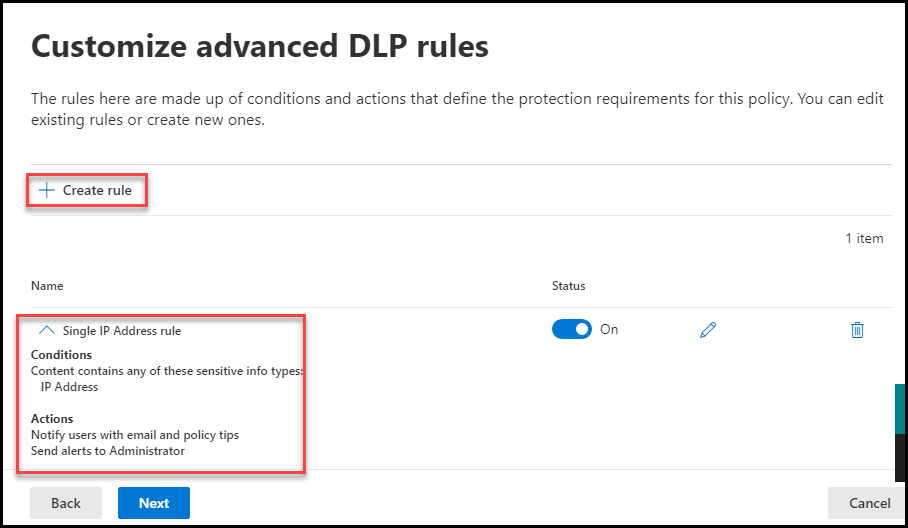 Customize advanced DLP rules
The rules here are made up of conditions and actions that define the protection requirements for this policy. You can edit
existing rules or create new ones.
Create rule
1 item
Name Status
Single IP Address rule On
Conditions
Content contains any of these sensitive info types:
IP Address
Actions
Notify users with email and policy tips
Send alerts to Administrator
Back Next Cancel